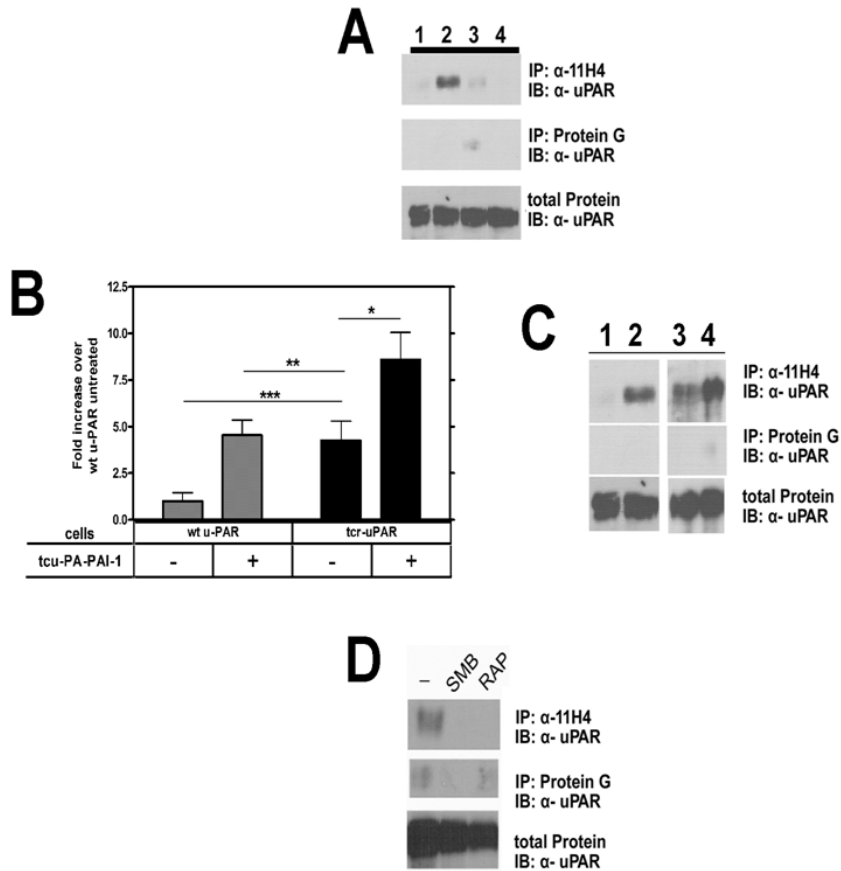 A
1 2 3 4
IP: α-11H4
IB: α- uPAR
IP: Protein G
IB: α- uPAR
total Protein
IB: α- uPAR
B
Fold increase over
wt u-PAR untreated
12.5
10.0
7.5
5.0
2.5
0.0
*
**
***
cells wt u-PAR tcr-uPAR
tcu-PA-PAI-1 - + - +
C
1 2 3 4
IP: α-11H4
IB: α- uPAR
IP: Protein G
IB: α- uPAR
total Protein
IB: α- uPAR
D
– SMB RAP
IP: α-11H4
IB: α- uPAR
IP: Protein G
IB: α- uPAR
total Protein
IB: α- uPAR